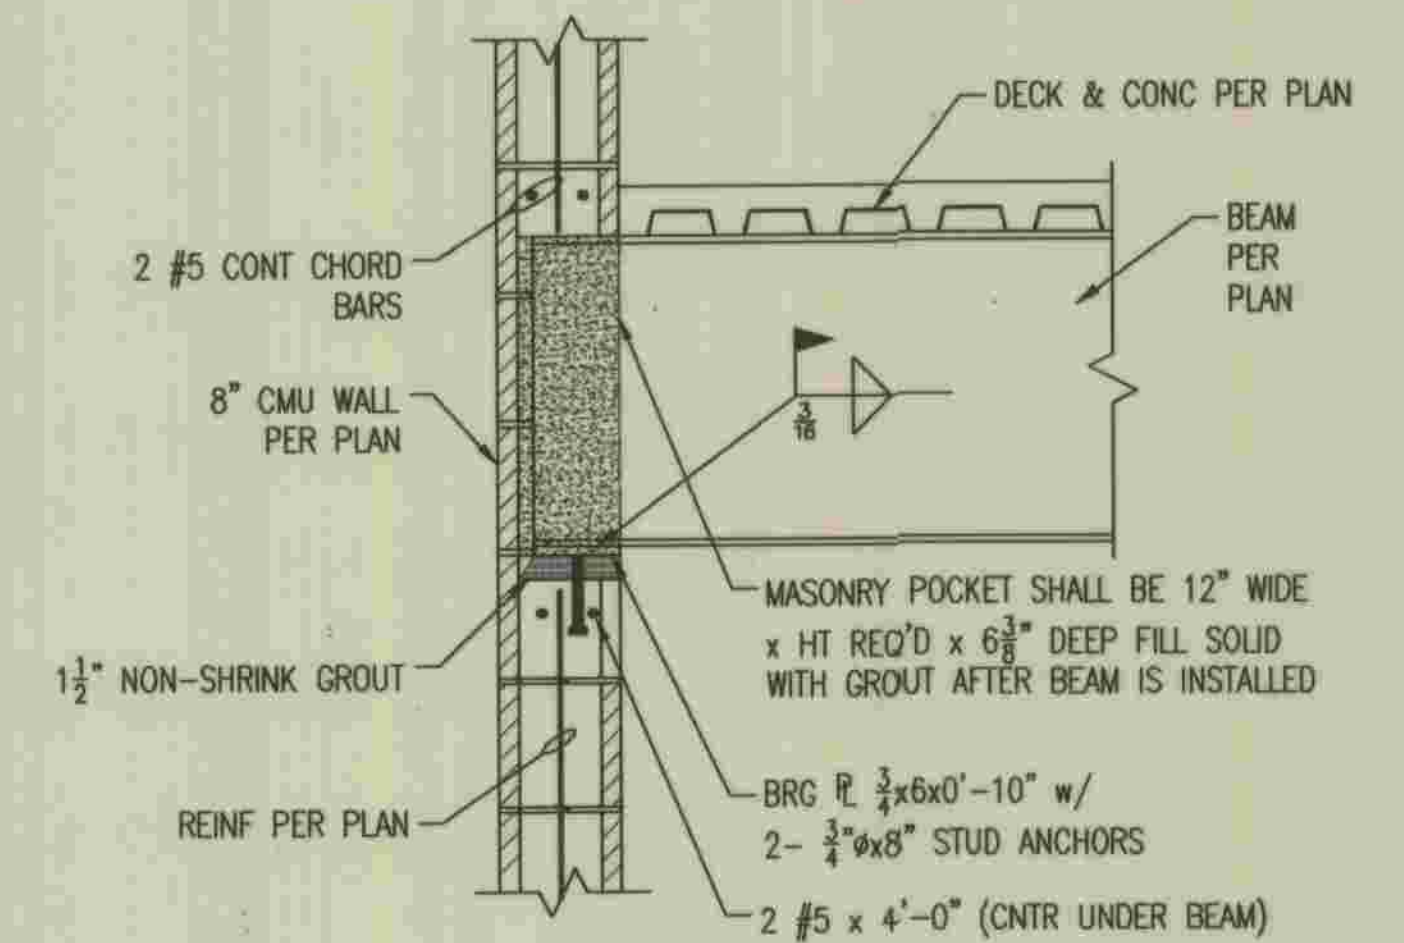 DECK & CONC PER PLAN
BEAM
PER
PLAN
2 #5 CONT CHORD
BARS
8" CMU WALL
PER PLAN
3/16
MASONRY POCKET SHALL BE 12" WIDE
x HT REQ'D x 6 3/8" DEEP FILL SOLID
WITH GROUT AFTER BEAM IS INSTALLED
1 1/2" NON-SHRINK GROUT
BRG PL 3/4x6x0'-10" w/
2- 3/4"øx8" STUD ANCHORS
REINF PER PLAN
2 #5 x 4'-0" (CNTR UNDER BEAM)